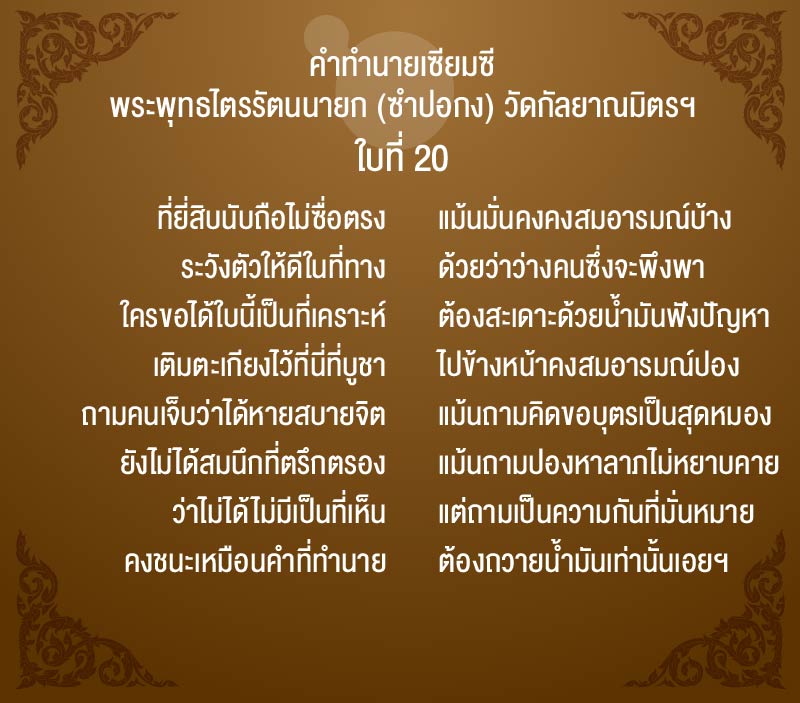 คำทำนายเซียมซี
พระพุทธไตรรัตนนายก (ซำปอกง) วัดกัลยาณมิตรฯ
ใบที่ 20
ที่ยี่สิบนับถือไม่ซื่อตรง แม้นมั่นคงคงสมอารมณ์บ้าง
ระวังตัวให้ดีในที่ทาง ด้วยว่าว่างคนซึ่งจะพึงพา
ใครขอได้ใบนี้เป็นที่เคราะห์ ต้องสะเดาะด้วยน้ำมันฟังปัญหา
เติมตะเกียงไว้ที่นี่ที่บูชา ไปข้างหน้าคงสมอารมณ์ปอง
ถามคนเจ็บว่าได้หายสบายจิต แม้นถามคิดขอบุตรเป็นสุดหมอง
ยังไม่ได้สมนึกที่ตรึกตรอง แม้นถามปองหาลาภไม่หยาบคาย
ว่าไม่ได้ไม่มีเป็นที่เห็น แต่ถามเป็นความกันที่มั่นหมาย
คงชนะเหมือนคำที่ทำนาย ต้องถวายน้ำมันเท่านั้นเอยฯ